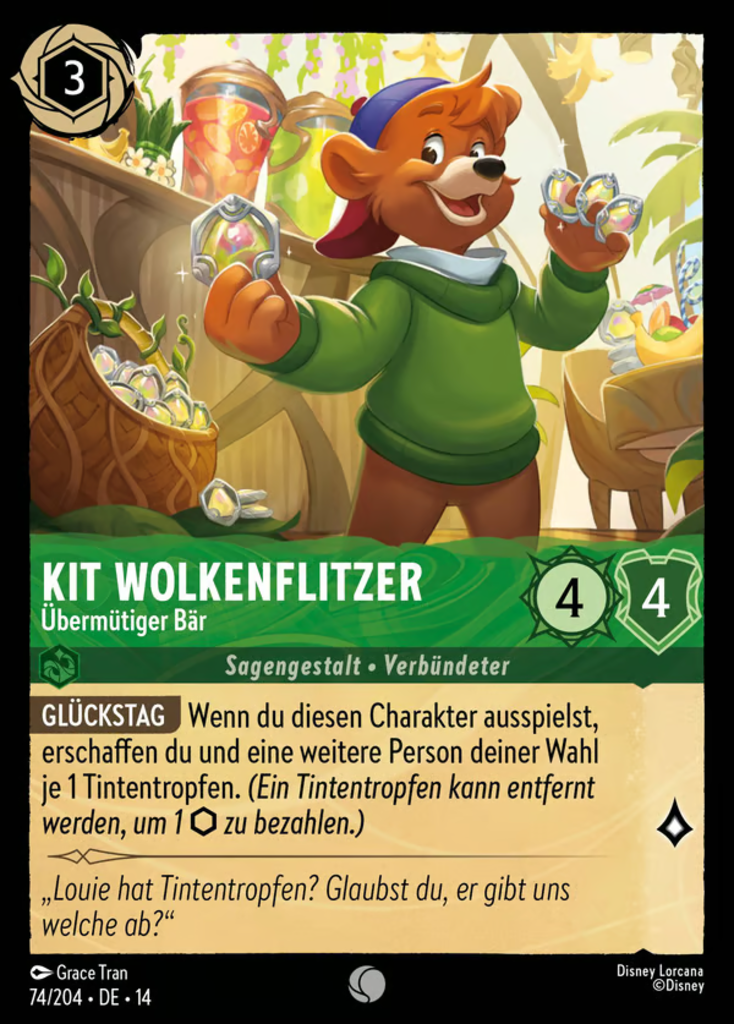 3
KIT WOLKENFLITZER
Übermütiger Bär
4
4
Sagengestalt • Verbündeter
GLÜCKSTAG Wenn du diesen Charakter ausspielst,
erschaffen du und eine weitere Person deiner Wahl
je 1 Tintentropfen. (Ein Tintentropfen kann entfernt
werden, um 1 ⬡ zu bezahlen.)
„Louie hat Tintentropfen? Glaubst du, er gibt uns
welche ab?“
Grace Tran
74/204 • DE • 14
Disney Lorcana
©Disney